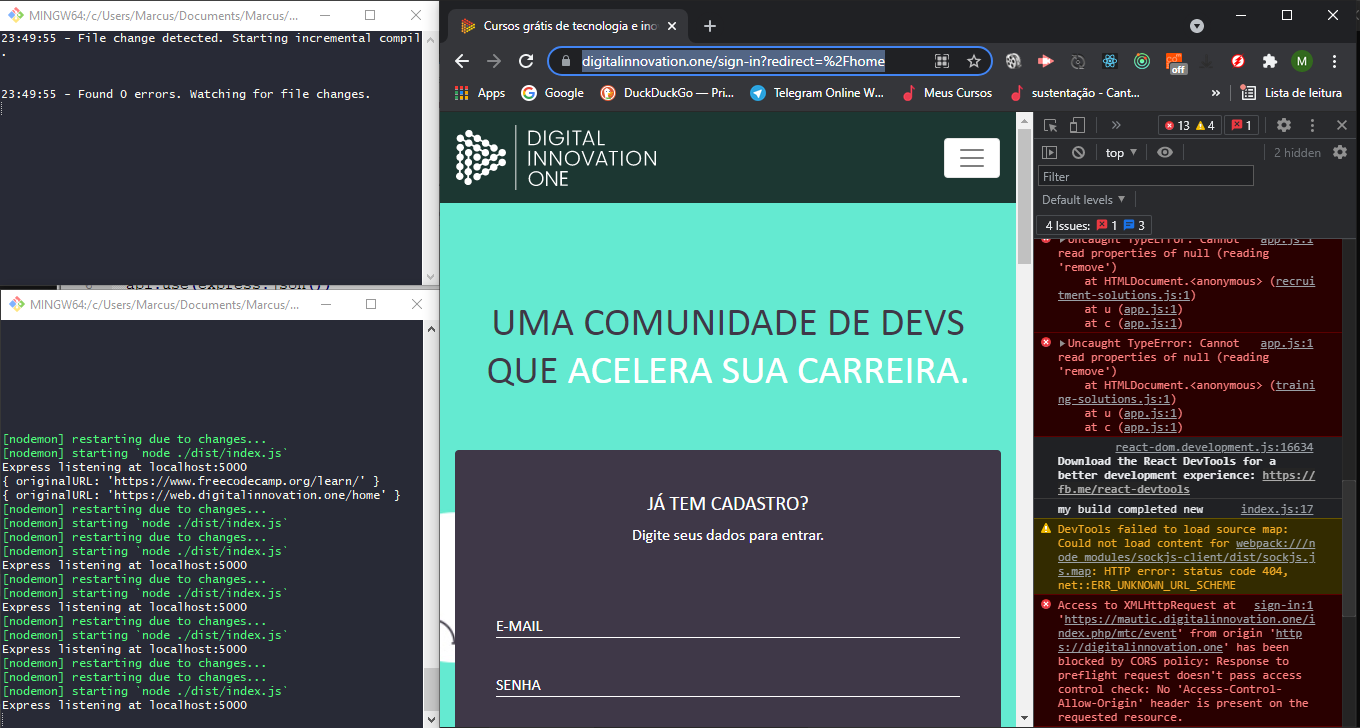 MINGW64:/c/Users/Marcus/Documents/Marcus/...
23:49:55 - File change detected. Starting incremental compil
.
23:49:55 - Found 0 errors. Watching for file changes.
MINGW64:/c/Users/Marcus/Documents/Marcus/...
[nodemon] restarting due to changes...
[nodemon] starting `node ./dist/index.js`
Express listening at localhost:5000
{ originalURL: 'https://www.freecodecamp.org/learn/' }
{ originalURL: 'https://web.digitalinnovation.one/home' }
[nodemon] restarting due to changes...
[nodemon] starting `node ./dist/index.js`
[nodemon] restarting due to changes...
[nodemon] starting `node ./dist/index.js`
Express listening at localhost:5000
[nodemon] restarting due to changes...
[nodemon] starting `node ./dist/index.js`
Express listening at localhost:5000
[nodemon] restarting due to changes...
[nodemon] starting `node ./dist/index.js`
Express listening at localhost:5000
[nodemon] restarting due to changes...
[nodemon] starting `node ./dist/index.js`
Express listening at localhost:5000
Cursos grátis de tecnologia e ino
digitalinnovation.one/sign-in?redirect=%2Fhome
off
M
Apps
Google
DuckDuckGo — Pri...
Telegram Online W...
Meus Cursos
sustentação - Cant...
»
Lista de leitura
DIGITAL
INNOVATION
ONE
UMA COMUNIDADE DE DEVS
QUE ACELERA SUA CARREIRA.
JÁ TEM CADASTRO?
Digite seus dados para entrar.
E-MAIL
SENHA
» 13 4 1
top 2 hidden
Filter
Default levels
4 Issues: 1 3
Uncaught TypeError: Cannot app.js:1
read properties of null (reading
'remove')
at HTMLDocument.<anonymous> (recrui
tment-solutions.js:1)
at u (app.js:1)
at c (app.js:1)
Uncaught TypeError: Cannot app.js:1
read properties of null (reading
'remove')
at HTMLDocument.<anonymous> (traini
ng-solutions.js:1)
at u (app.js:1)
at c (app.js:1)
react-dom.development.js:16634
Download the React DevTools for a
better development experience: https://
fb.me/react-devtools
my build completed new index.js:17
DevTools failed to load source map:
Could not load content for webpack:///n
ode_modules/sockjs-client/dist/sockjs.j
s.map: HTTP error: status code 404,
net::ERR_UNKNOWN_URL_SCHEME
Access to XMLHttpRequest at sign-in:1
'https://mautic.digitalinnovation.one/i
ndex.php/mtc/event' from origin 'http
s://digitalinnovation.one' has been
blocked by CORS policy: Response to
preflight request doesn't pass access
control check: No 'Access-Control-
Allow-Origin' header is present on the
requested resource.